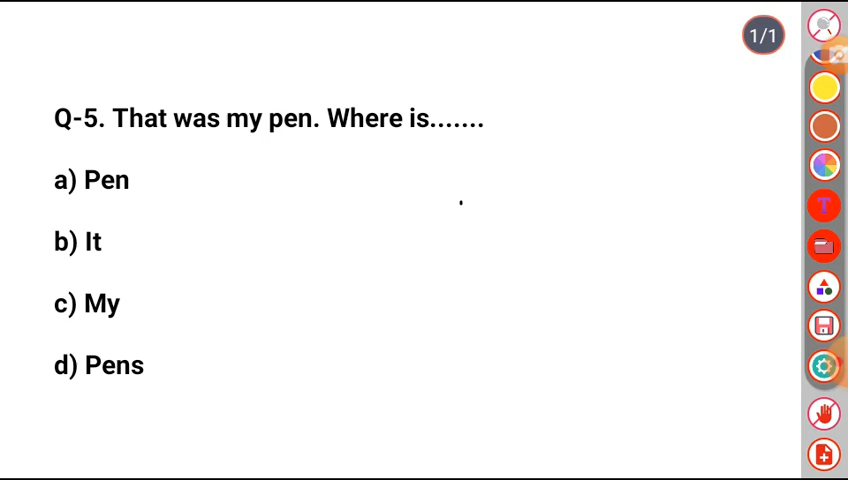 1/1
Q-5. That was my pen. Where is.......
a) Pen
b) It
c) My
d) Pens
T